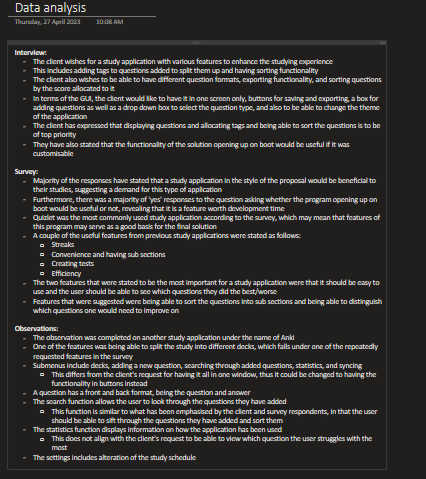 Data analysis
Thursday, 27 April 2023 10:08 AM
Interview:
- The client wishes for a study application with various features to enhance the studying experience
- This includes adding tags to questions added to split them up and having sorting functionality
- The client also wishes to be able to have different question formats, exporting functionality, and sorting questions
by the score allocated to it
- In terms of the GUI, the client would like to have it in one screen only, buttons for saving and exporting, a box for
adding questions as well as a drop down box to select the question type, and also to be able to change the theme
of the application
- The client has expressed that displaying questions and allocating tags and being able to sort the questions is to be
of top priority
- They have also stated that the functionality of the solution opening up on boot would be useful if it was
customisable
Survey:
- Majority of the responses have stated that a study application in the style of the proposal would be beneficial to
their studies, suggesting a demand for this type of application
- Furthermore, there was a majority of 'yes' responses to the question asking whether the program opening up on
boot would be useful or not, revealing that it is a feature worth development time
- Quizlet was the most commonly used study application according to the survey, which may mean that features of
this program may serve as a good basis for the final solution
- A couple of the useful features from previous study applications were stated as follows:
▫ Streaks
▫ Convenience and having sub sections
▫ Creating tests
▫ Efficiency
- The two features that were stated to be the most important for a study application were that it should be easy to
use and the user should be able to see which questions they did the best/worse
- Features that were suggested were being able to sort the questions into sub sections and being able to distinguish
which questions one would need to improve on
Observations:
- The observation was completed on another study application under the name of Anki
- One of the features was being able to split the study into different decks, which falls under one of the repeatedly
requested features in the survey
- Submenus include decks, adding a new question, searching through added questions, statistics, and syncing
▫ This differs from the client's request for having it all in one window, thus it could be changed to having the
functionality in buttons instead
- A question has a front and back format, being the question and answer
- The search function allows the user to look through the questions they have added
▫ This function is similar to what has been emphasised by the client and survey respondents, in that the user
should be able to sift through the questions they have added and sort them
- The statistics function displays information on how the application has been used
▫ This does not align with the client's request to be able to view which question the user struggles with the
most
- The settings includes alteration of the study schedule